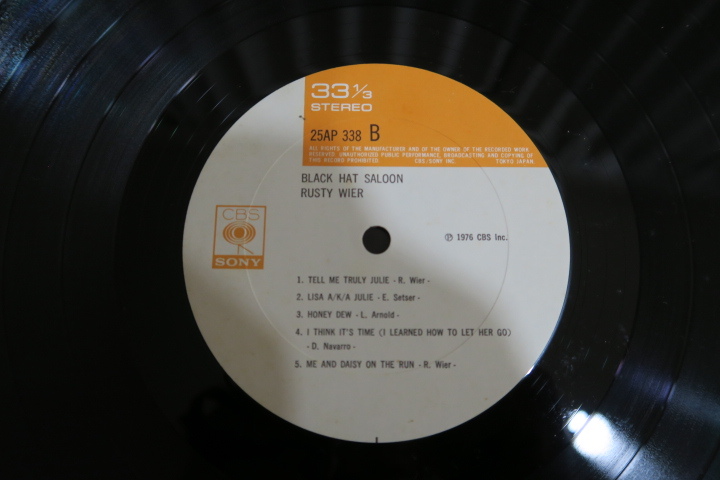 33 1/3
STEREO
25AP 338 B
ALL RIGHTS OF THE MANUFACTURER AND OF THE OWNER OF THE RECORDED WORK
RESERVED. UNAUTHORIZED PUBLIC PERFORMANCE, BROADCASTING AND COPYING OF
THIS RECORD PROHIBITED. CBS/SONY INC. TOKYO JAPAN.
BLACK HAT SALOON
RUSTY WIER
CBS
SONY
Ⓟ 1976 CBS Inc.
1. TELL ME TRULY JULIE - R. Wier -
2. LISA A/K/A JULIE - E. Setser -
3. HONEY DEW - L. Arnold -
4. I THINK IT'S TIME (I LEARNED HOW TO LET HER GO)
- D. Navarro -
5. ME AND DAISY ON THE RUN - R. Wier -